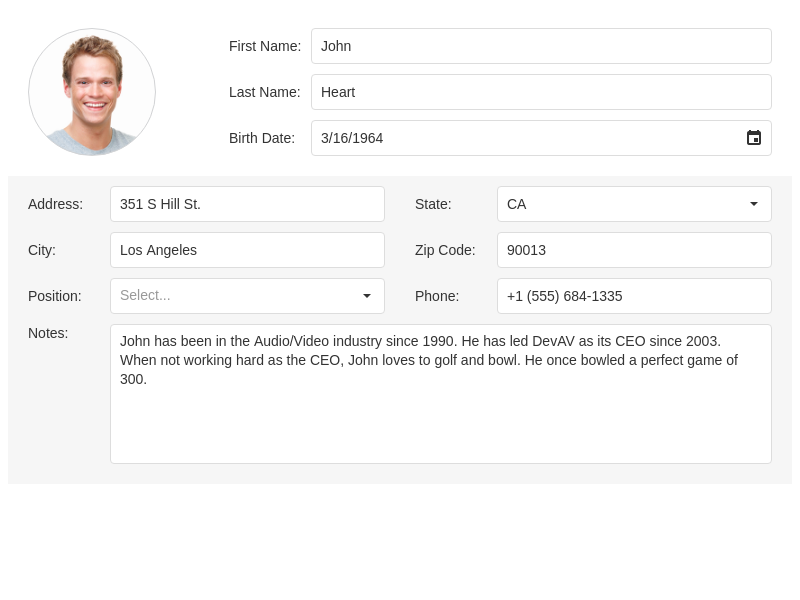 First Name: John
Last Name: Heart
Birth Date: 3/16/1964
Address: 351 S Hill St. State: CA
City: Los Angeles Zip Code: 90013
Position: Select... Phone: +1 (555) 684-1335
Notes: John has been in the Audio/Video industry since 1990. He has led DevAV as its CEO since 2003.
When not working hard as the CEO, John loves to golf and bowl. He once bowled a perfect game of
300.